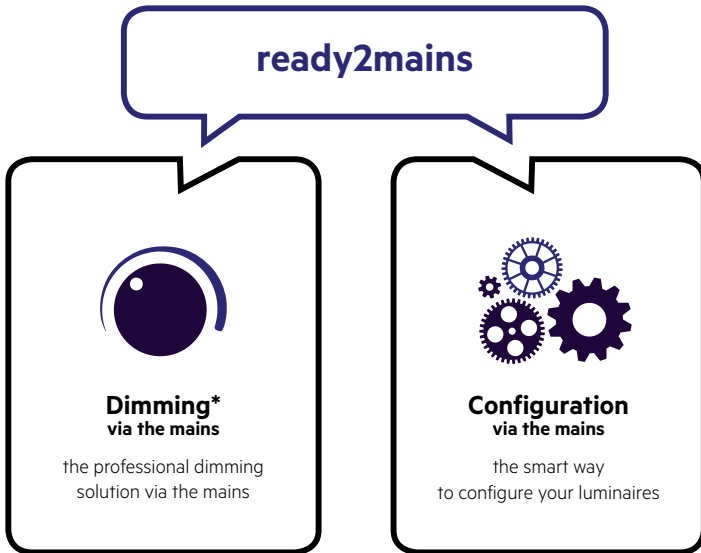 ready2mains
Dimming*
via the mains
the professional dimming
solution via the mains
Configuration
via the mains
the smart way
to configure your luminaires